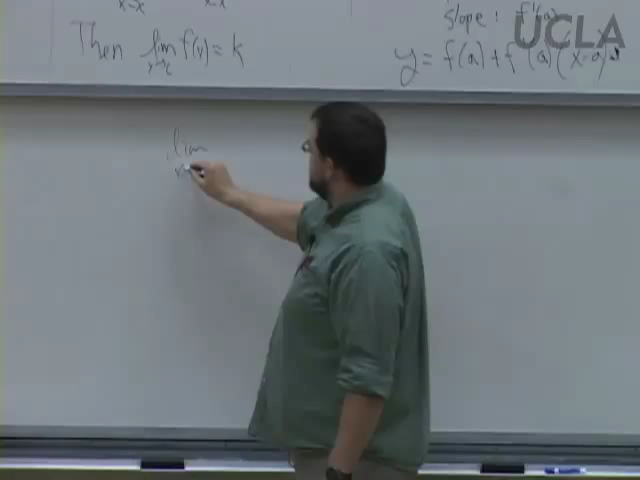 Then lim f(x) = k
slope: f'(a)
UCLA
y = f(a) + f'(a)(x-a)
lim